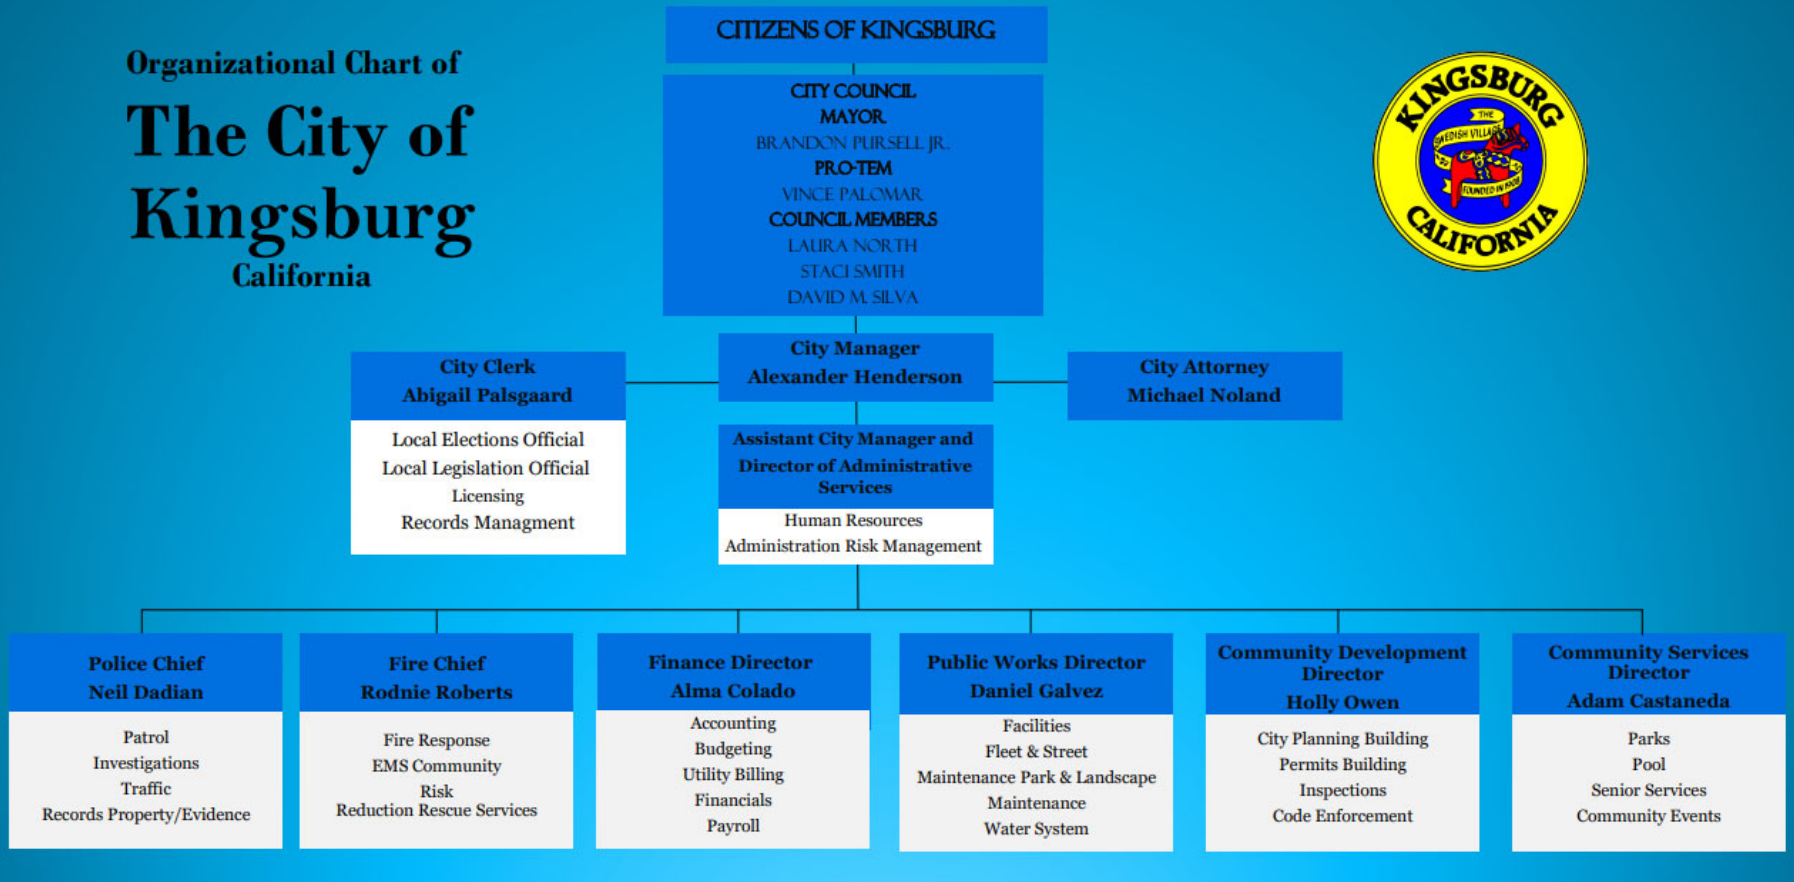 Organizational Chart of
The City of
Kingsburg
California
CITIZENS OF KINGSBURG
CITY COUNCIL
MAYOR
BRANDON PURSELL JR.
PRO-TEM
VINCE PALOMAR
COUNCIL MEMBERS
LAURA NORTH
STACI SMITH
DAVID M. SILVA
KINGSBURG
THE
SWEDISH VILLAGE
FOUNDED IN 1908
CALIFORNIA
City Clerk
Abigail Palsgaard
Local Elections Official
Local Legislation Official
Licensing
Records Managment
City Manager
Alexander Henderson
City Attorney
Michael Noland
Assistant City Manager and
Director of Administrative
Services
Human Resources
Administration Risk Management
Police Chief
Neil Dadian
Patrol
Investigations
Traffic
Records Property/Evidence
Fire Chief
Rodnie Roberts
Fire Response
EMS Community
Risk
Reduction Rescue Services
Finance Director
Alma Colado
Accounting
Budgeting
Utility Billing
Financials
Payroll
Public Works Director
Daniel Galvez
Facilities
Fleet & Street
Maintenance Park & Landscape
Maintenance
Water System
Community Development
Director
Holly Owen
City Planning Building
Permits Building
Inspections
Code Enforcement
Community Services
Director
Adam Castaneda
Parks
Pool
Senior Services
Community Events